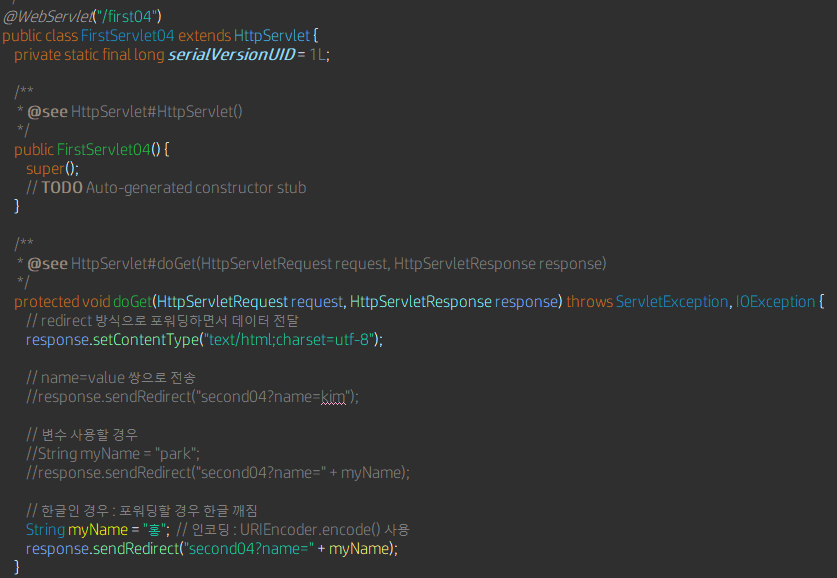 @WebServlet("/first04")
public class FirstServlet04 extends HttpServlet {
private static final long serialVersionUID = 1L;
/**
* @see HttpServlet#HttpServlet()
*/
public FirstServlet04() {
super();
// TODO Auto-generated constructor stub
}
/**
* @see HttpServlet#doGet(HttpServletRequest request, HttpServletResponse response)
*/
protected void doGet(HttpServletRequest request, HttpServletResponse response) throws ServletException, IOException {
// redirect 방식으로 포워딩하면서 데이터 전달
response.setContentType("text/html;charset=utf-8");
// name=value 쌍으로 전송
//response.sendRedirect("second04?name=kim");
// 변수 사용할 경우
//String myName = "park";
//response.sendRedirect("second04?name=" + myName);
// 한글인 경우 : 포워딩할 경우 한글 깨짐
String myName = "홍"; // 인코딩 : URIEncoder.encode() 사용
response.sendRedirect("second04?name=" + myName);
}